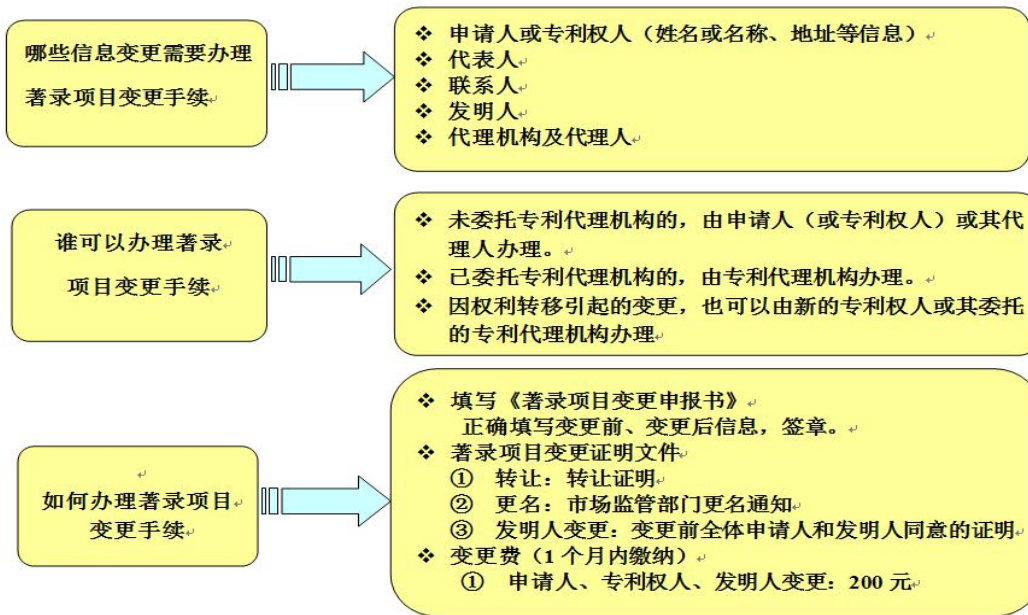 哪些信息变更需要办理
著录项目变更手续
❖ 申请人或专利权人（姓名或名称、地址等信息）
❖ 代表人
❖ 联系人
❖ 发明人
❖ 代理机构及代理人
谁可以办理著录
项目变更手续
❖ 未委托专利代理机构的，由申请人（或专利权人）或其代
理人办理。
❖ 已委托专利代理机构的，由专利代理机构办理。
❖ 因权利转移引起的变更，也可以由新的专利权人或其委托
的专利代理机构办理
如何办理著录项目
变更手续
❖ 填写《著录项目变更申报书》
正确填写变更前、变更后信息，签章。
❖ 著录项目变更证明文件
① 转让：转让证明
② 更名：市场监管部门更名通知
③ 发明人变更：变更前全体申请人和发明人同意的证明
❖ 变更费（1 个月内缴纳）
① 申请人、专利权人、发明人变更：200 元